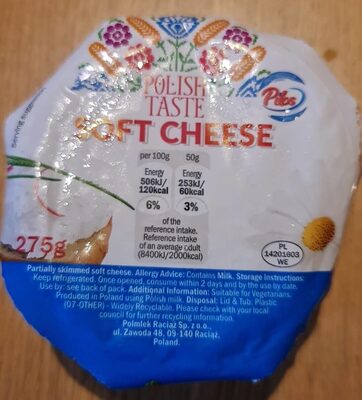 POLISH
TASTE
Pilos
SOFT CHEESE
serving suggestion
per 100g 50g
Energy Energy
506kJ/ 253kJ/
120kcal 60kcal
6% 3%
of the
reference intake.
Reference intake
of an average adult
(8400kJ/2000kcal)
275g
PL
14201603
WE
Partially skimmed soft cheese. Allergy Advice: Contains Milk. Storage Instructions:
Keep refrigerated. Once opened, consume within 2 days and by the use by date.
Use by: see back of pack. Additional Information: Suitable for Vegetarians.
Produced in Poland using Polish milk. Disposal: Lid & Tub: Plastic
(07-OTHER) - Widely Recyclable. Please check with your local
council for further recycling information.
Polmlek Raciąż Sp. z o.o.,
ul. Zawoda 48, 09-140 Raciąż,
Poland.